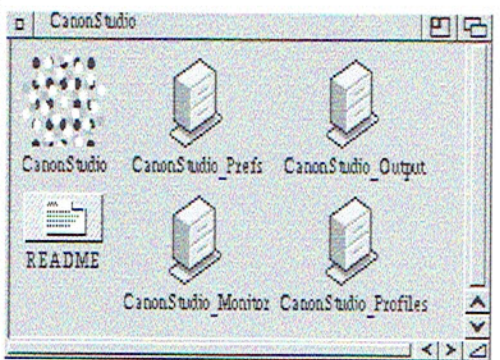 CanonStudio
CanonStudio CanonStudio_Prefs CanonStudio_Output
README
CanonStudio_Monitor CanonStudio_Profiles